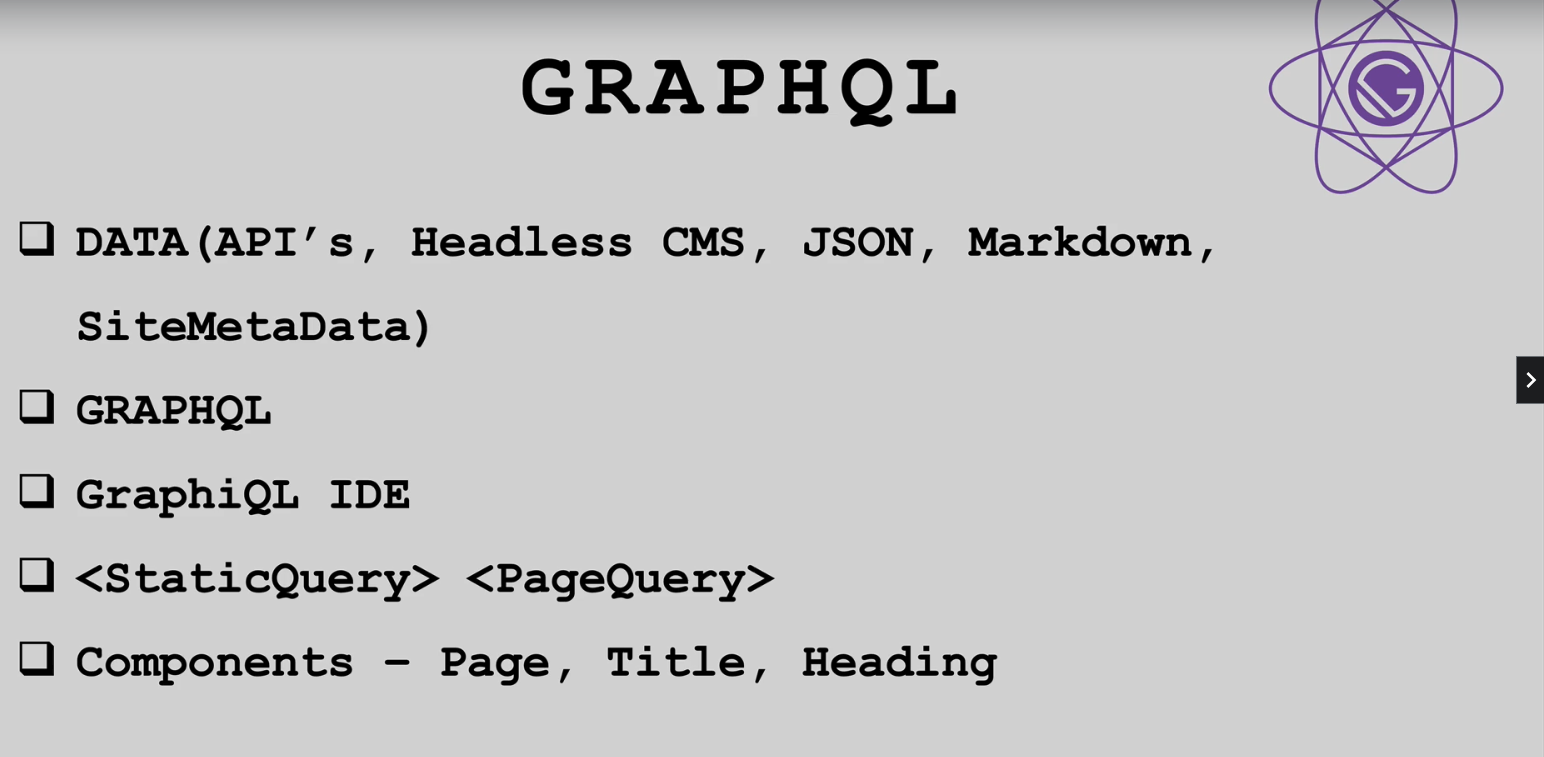 GRAPHQL
DATA(API’s, Headless CMS, JSON, Markdown,
SiteMetaData)
GRAPHQL
GraphiQL IDE
<StaticQuery> <PageQuery>
Components – Page, Title, Heading